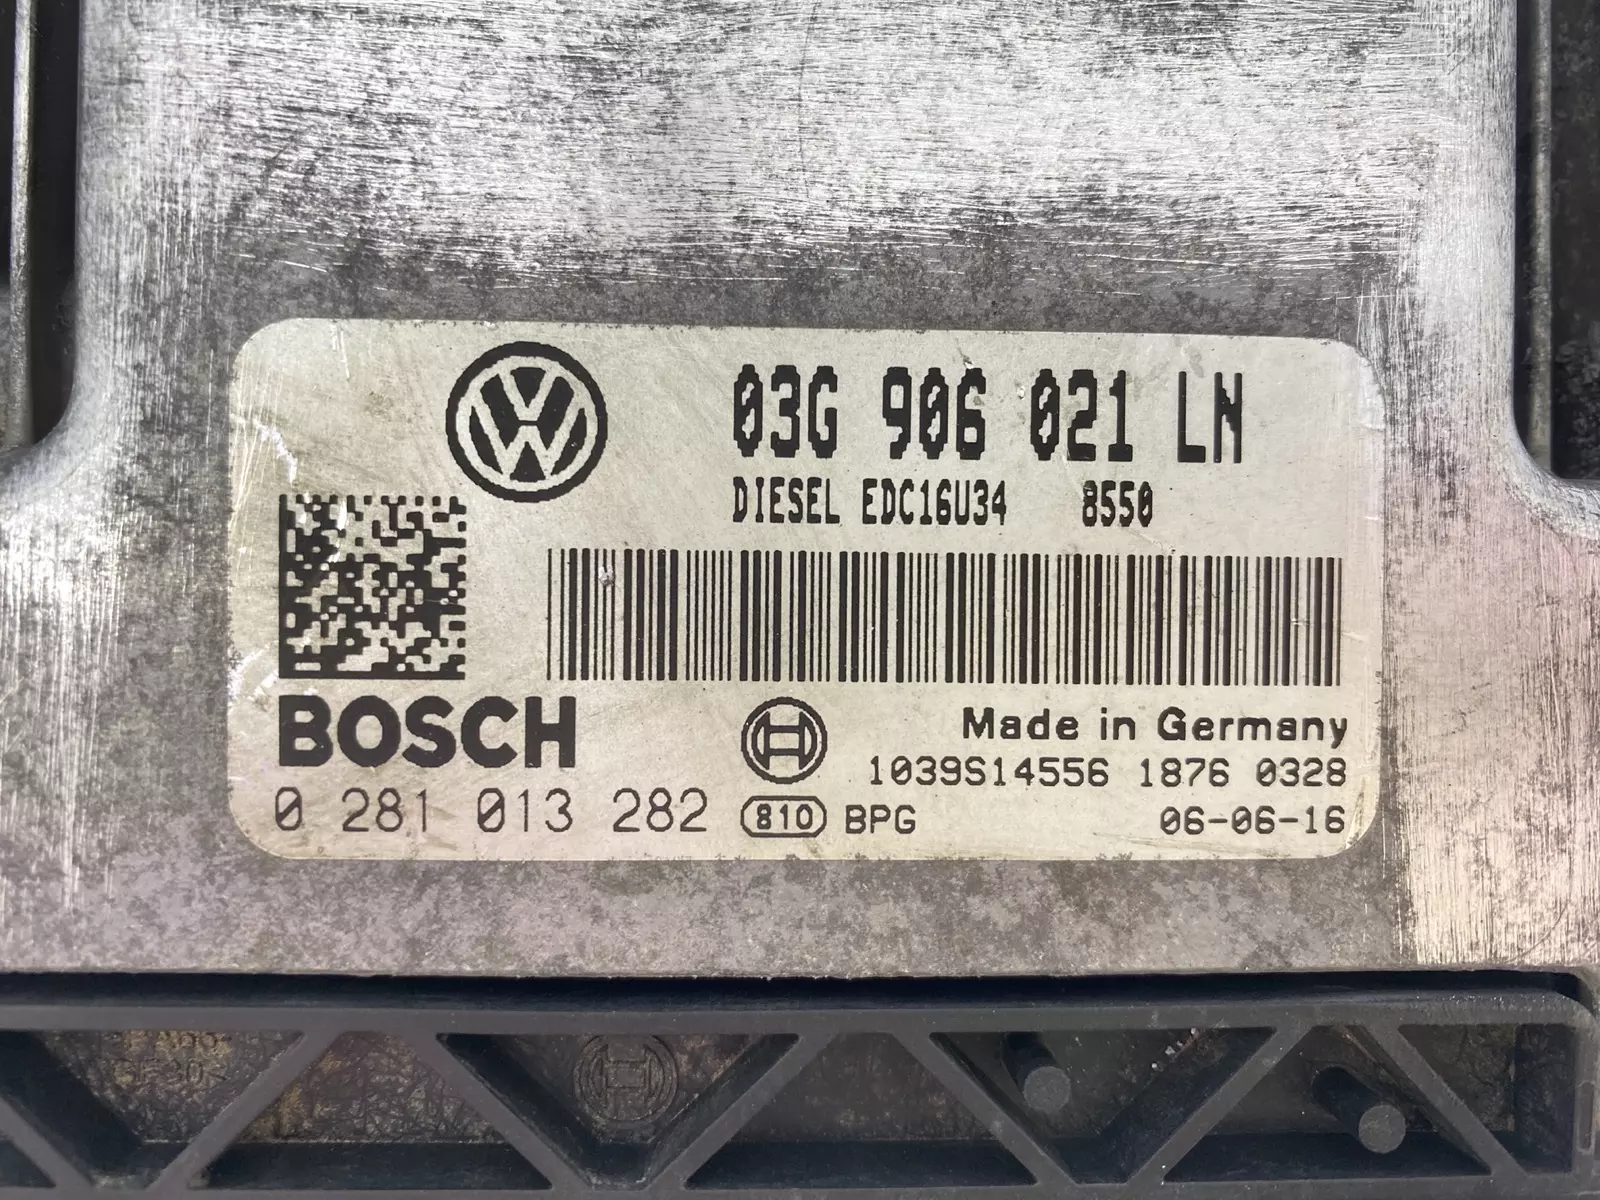 03G 906 021 LN
DIESEL EDC16U34 8550
BOSCH
Made in Germany
1039S14556 1876 0328
0 281 013 282
810 BPG
06-06-16